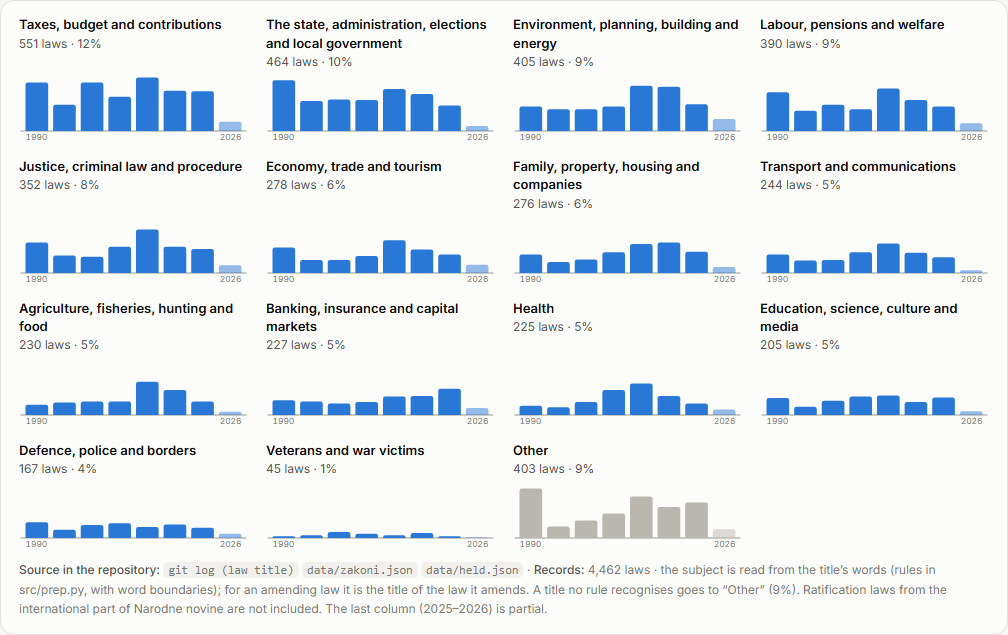 Taxes, budget and contributions
551 laws · 12%
1990
2026
The state, administration, elections
and local government
464 laws · 10%
1990
2026
Environment, planning, building and
energy
405 laws · 9%
1990
2026
Labour, pensions and welfare
390 laws · 9%
1990
2026
Justice, criminal law and procedure
352 laws · 8%
1990
2026
Economy, trade and tourism
278 laws · 6%
1990
2026
Family, property, housing and
companies
276 laws · 6%
1990
2026
Transport and communications
244 laws · 5%
1990
2026
Agriculture, fisheries, hunting and
food
230 laws · 5%
1990
2026
Banking, insurance and capital
markets
227 laws · 5%
1990
2026
Health
225 laws · 5%
1990
2026
Education, science, culture and
media
205 laws · 5%
1990
2026
Defence, police and borders
167 laws · 4%
1990
2026
Veterans and war victims
45 laws · 1%
1990
2026
Other
403 laws · 9%
1990
2026
Source in the repository: git log (law title) data/zakoni.json data/held.json · Records: 4,462 laws · the subject is read from the title’s words (rules in
src/prep.py, with word boundaries); for an amending law it is the title of the law it amends. A title no rule recognises goes to “Other” (9%). Ratification laws from the
international part of Narodne novine are not included. The last column (2025–2026) is partial.